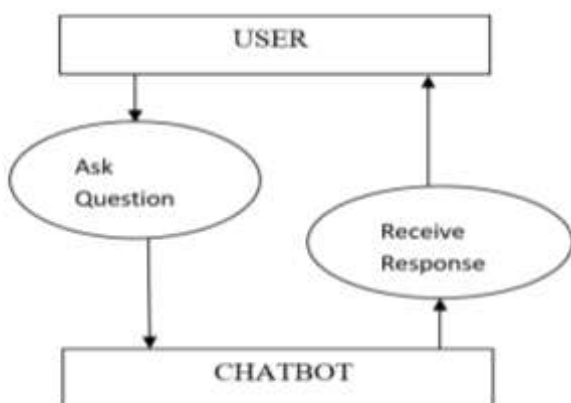 USER
Ask
Question
Receive
Response
CHATBOT